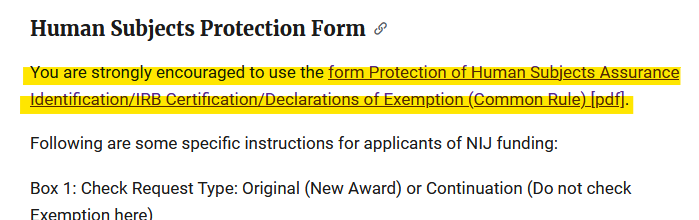 Human Subjects Protection Form
You are strongly encouraged to use the form Protection of Human Subjects Assurance
Identification/IRB Certification/Declarations of Exemption (Common Rule) [pdf].
Following are some specific instructions for applicants of NIJ funding:
Box 1: Check Request Type: Original (New Award) or Continuation (Do not check
Exemption here)